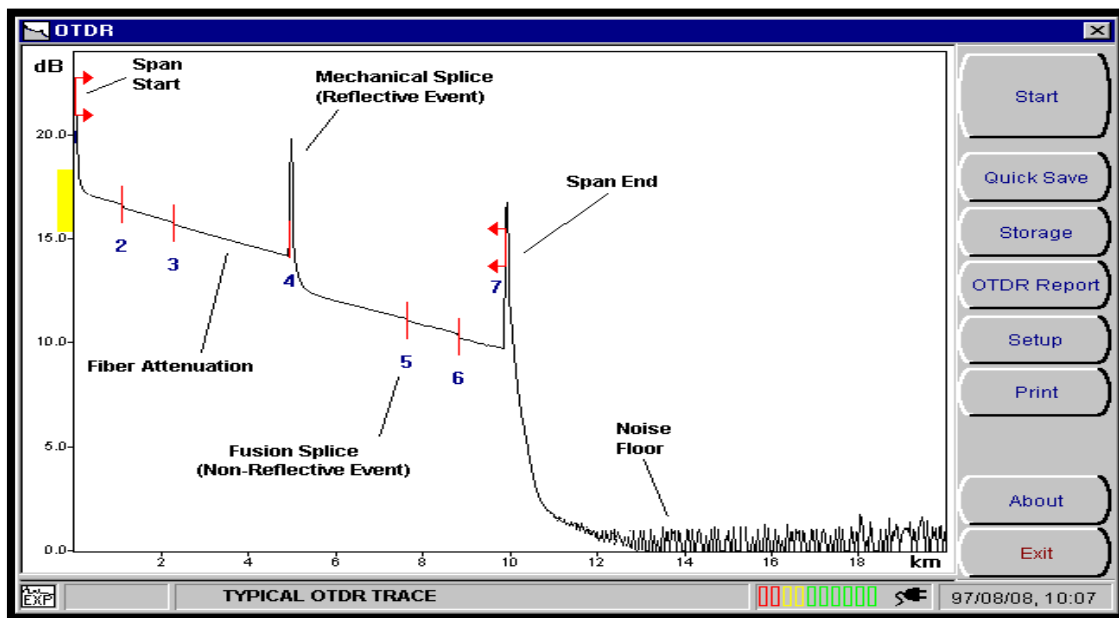 OTDR
dB
Span
Start
Mechanical Splice
(Reflective Event)
Start
20.0
Quick Save
Span End
Storage
15.0
2
3
4
7
OTDR Report
Setup
10.0
Fiber Attenuation
5
6
Print
5.0
Fusion Splice
(Non-Reflective Event)
Noise
Floor
About
0.0
2
4
6
8
10
12
14
16
18
km
Exit
EXP
TYPICAL OTDR TRACE
97/08/08, 10:07